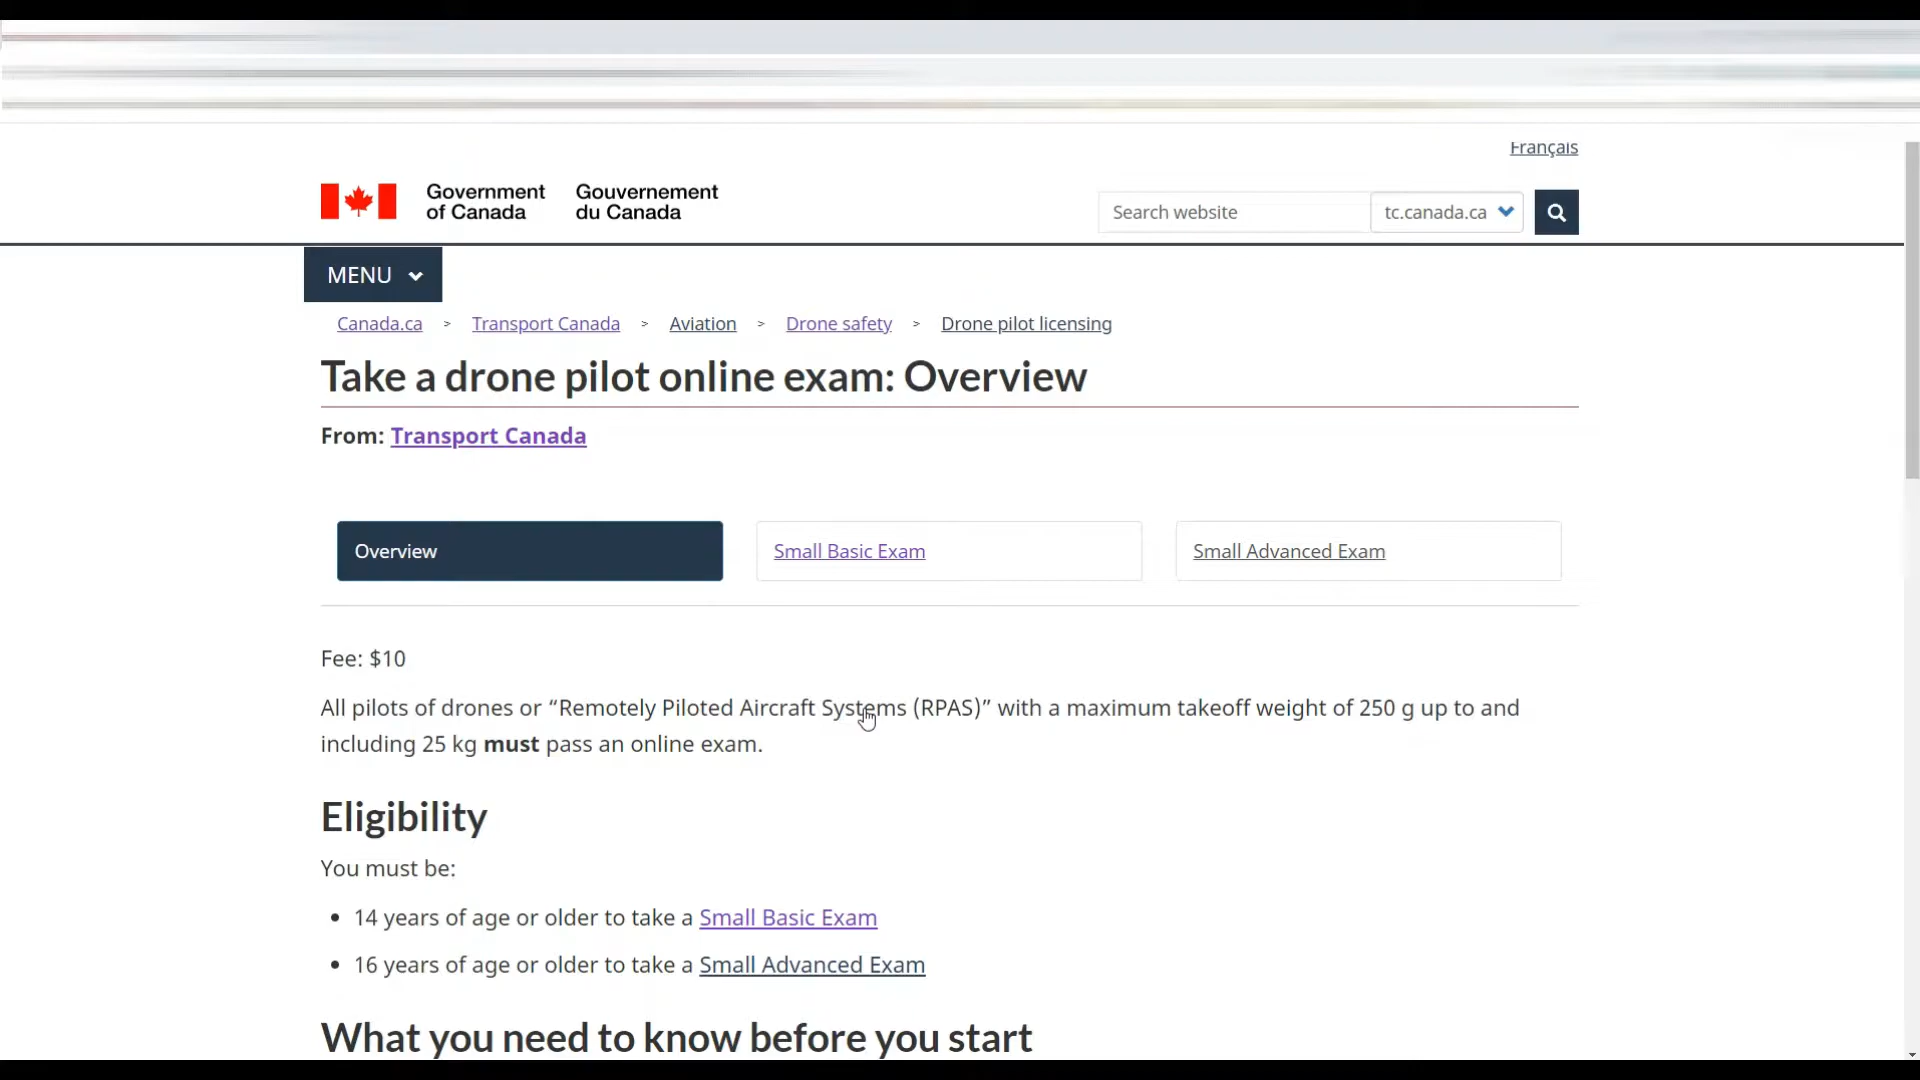 Français
Government of Canada
Gouvernement du Canada
Search website
tc.canada.ca
MENU
Canada.ca > Transport Canada > Aviation > Drone safety > Drone pilot licensing
Take a drone pilot online exam: Overview
From: Transport Canada
Overview
Small Basic Exam
Small Advanced Exam
Fee: $10
All pilots of drones or “Remotely Piloted Aircraft Systems (RPAS)” with a maximum takeoff weight of 250 g up to and
including 25 kg must pass an online exam.
Eligibility
You must be:
• 14 years of age or older to take a Small Basic Exam
• 16 years of age or older to take a Small Advanced Exam
What you need to know before you start